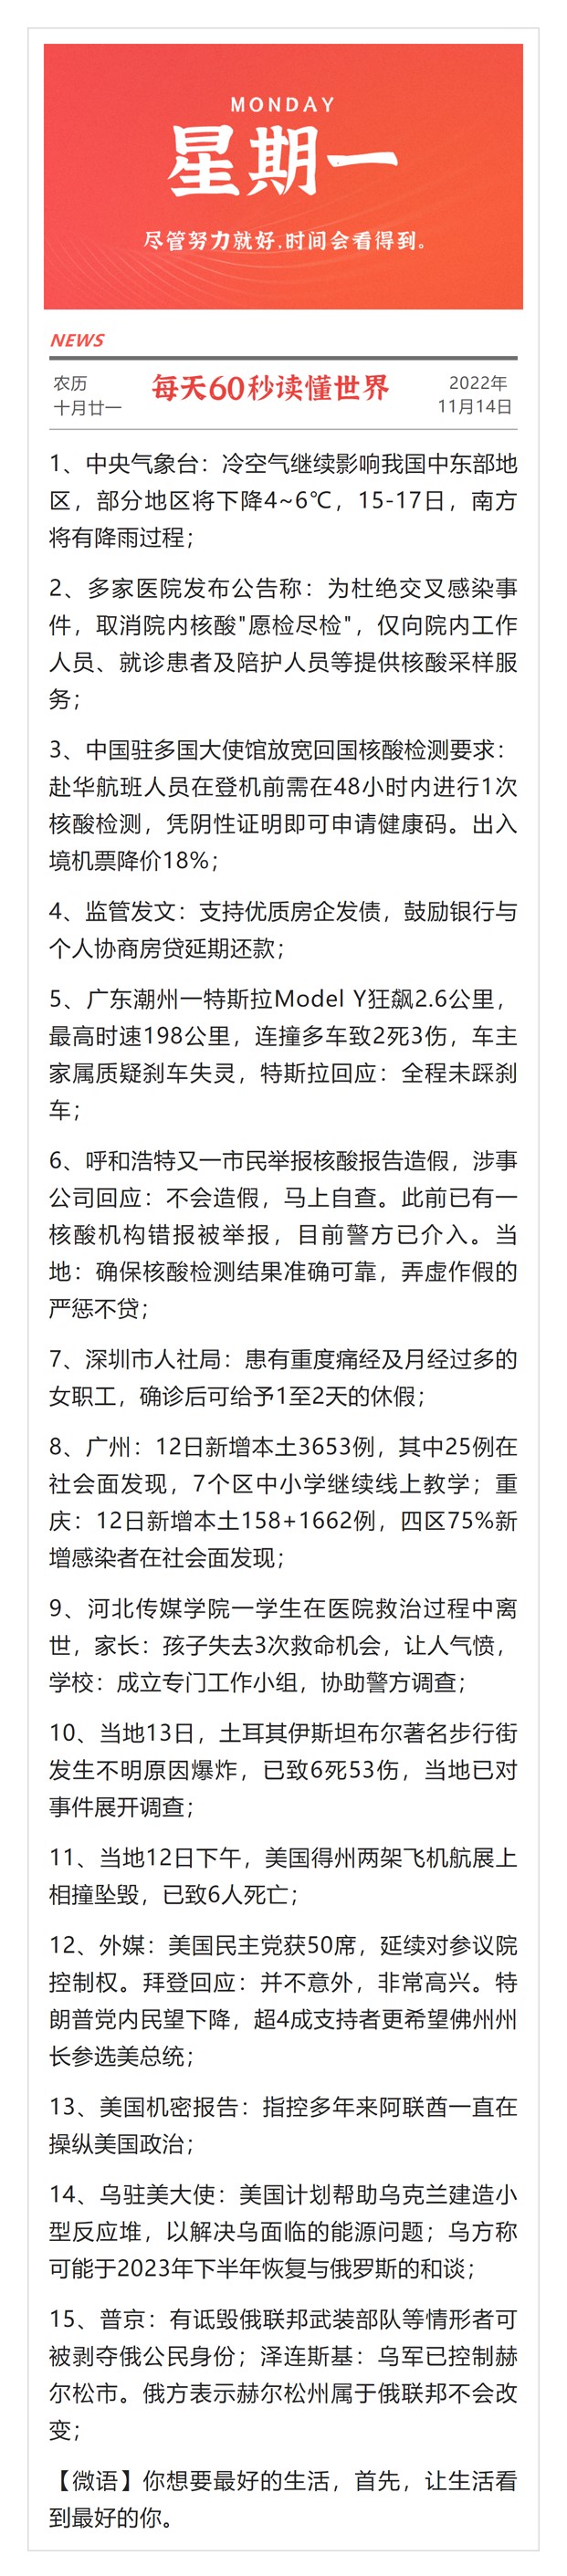 MONDAY
星期一
尽管努力就好,时间会看得到。
NEWS
农历
十月廿一
每天60秒读懂世界
2022年
11月14日
1、中央气象台：冷空气继续影响我国中东部地
区，部分地区将下降4~6℃，15-17日，南方
将有降雨过程；
2、多家医院发布公告称：为杜绝交叉感染事
件，取消院内核酸"愿检尽检"，仅向院内工作
人员、就诊患者及陪护人员等提供核酸采样服
务；
3、中国驻多国大使馆放宽回国核酸检测要求：
赴华航班人员在登机前需在48小时内进行1次
核酸检测，凭阴性证明即可申请健康码。出入
境机票降价18%；
4、监管发文：支持优质房企发债，鼓励银行与
个人协商房贷延期还款；
5、广东潮州一特斯拉Model Y狂飙2.6公里，
最高时速198公里，连撞多车致2死3伤，车主
家属质疑刹车失灵，特斯拉回应：全程未踩刹
车；
6、呼和浩特又一市民举报核酸报告造假，涉事
公司回应：不会造假，马上自查。此前已有一
核酸机构错报被举报，目前警方已介入。当
地：确保核酸检测结果准确可靠，弄虚作假的
严惩不贷；
7、深圳市人社局：患有重度痛经及月经过多的
女职工，确诊后可给予1至2天的休假；
8、广州：12日新增本土3653例，其中25例在
社会面发现，7个区中小学继续线上教学；重
庆：12日新增本土158+1662例，四区75%新
增感染者在社会面发现；
9、河北传媒学院一学生在医院救治过程中离
世，家长：孩子失去3次救命机会，让人气愤，
学校：成立专门工作小组，协助警方调查；
10、当地13日，土耳其伊斯坦布尔著名步行街
发生不明原因爆炸，已致6死53伤，当地已对
事件展开调查；
11、当地12日下午，美国得州两架飞机航展上
相撞坠毁，已致6人死亡；
12、外媒：美国民主党获50席，延续对参议院
控制权。拜登回应：并不意外，非常高兴。特
朗普党内民望下降，超4成支持者更希望佛州州
长参选美总统；
13、美国机密报告：指控多年来阿联酋一直在
操纵美国政治；
14、乌驻美大使：美国计划帮助乌克兰建造小
型反应堆，以解决乌面临的能源问题；乌方称
可能于2023年下半年恢复与俄罗斯的和谈；
15、普京：有诋毁俄联邦武装部队等情形者可
被剥夺俄公民身份；泽连斯基：乌军已控制赫
尔松市。俄方表示赫尔松州属于俄联邦不会改
变；
【微语】你想要最好的生活，首先，让生活看
到最好的你。